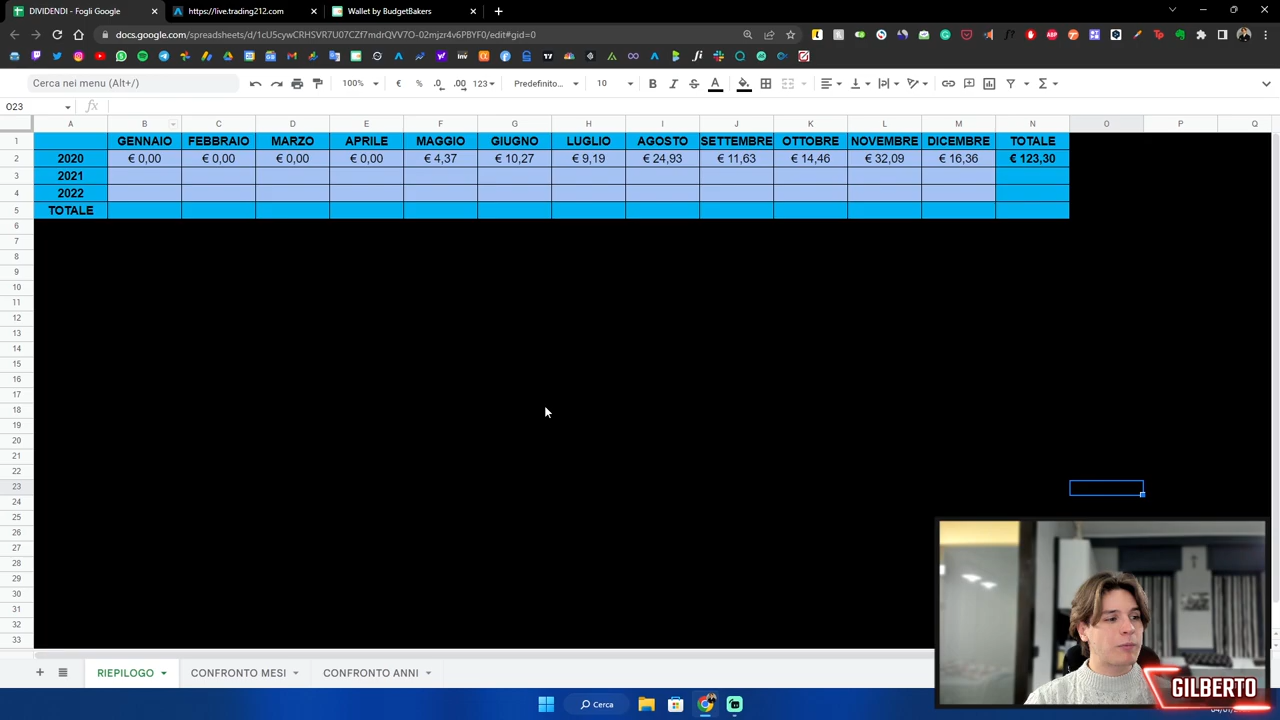 DIVIDENDI - Fogli Google
https://live.trading212.com
Wallet by BudgetBakers
docs.google.com/spreadsheets/d/1cU5cywCRHSVR7U07CZf7mdrQVV7O-02mjzr4v6PBYF0/edit#gid=0
Cerca nei menu (Alt+/)
100%
€
%
.0
.00
123
Predefinito...
10
B
I
S
A
O23
fx
A B C D E F G H I J K L M N O P Q
1 GENNAIO FEBBRAIO MARZO APRILE MAGGIO GIUGNO LUGLIO AGOSTO SETTEMBRE OTTOBRE NOVEMBRE DICEMBRE TOTALE
2 2020 € 0,00 € 0,00 € 0,00 € 0,00 € 4,37 € 10,27 € 9,19 € 24,93 € 11,63 € 14,46 € 32,09 € 16,36 € 123,30
3 2021
4 2022
5 TOTALE
6
7
8
9
10
11
12
13
14
15
16
17
18
19
20
21
22
23
24
25
26
27
28
29
30
31
32
33
RIEPILOGO
CONFRONTO MESI
CONFRONTO ANNI
Cerca
GILBERTO